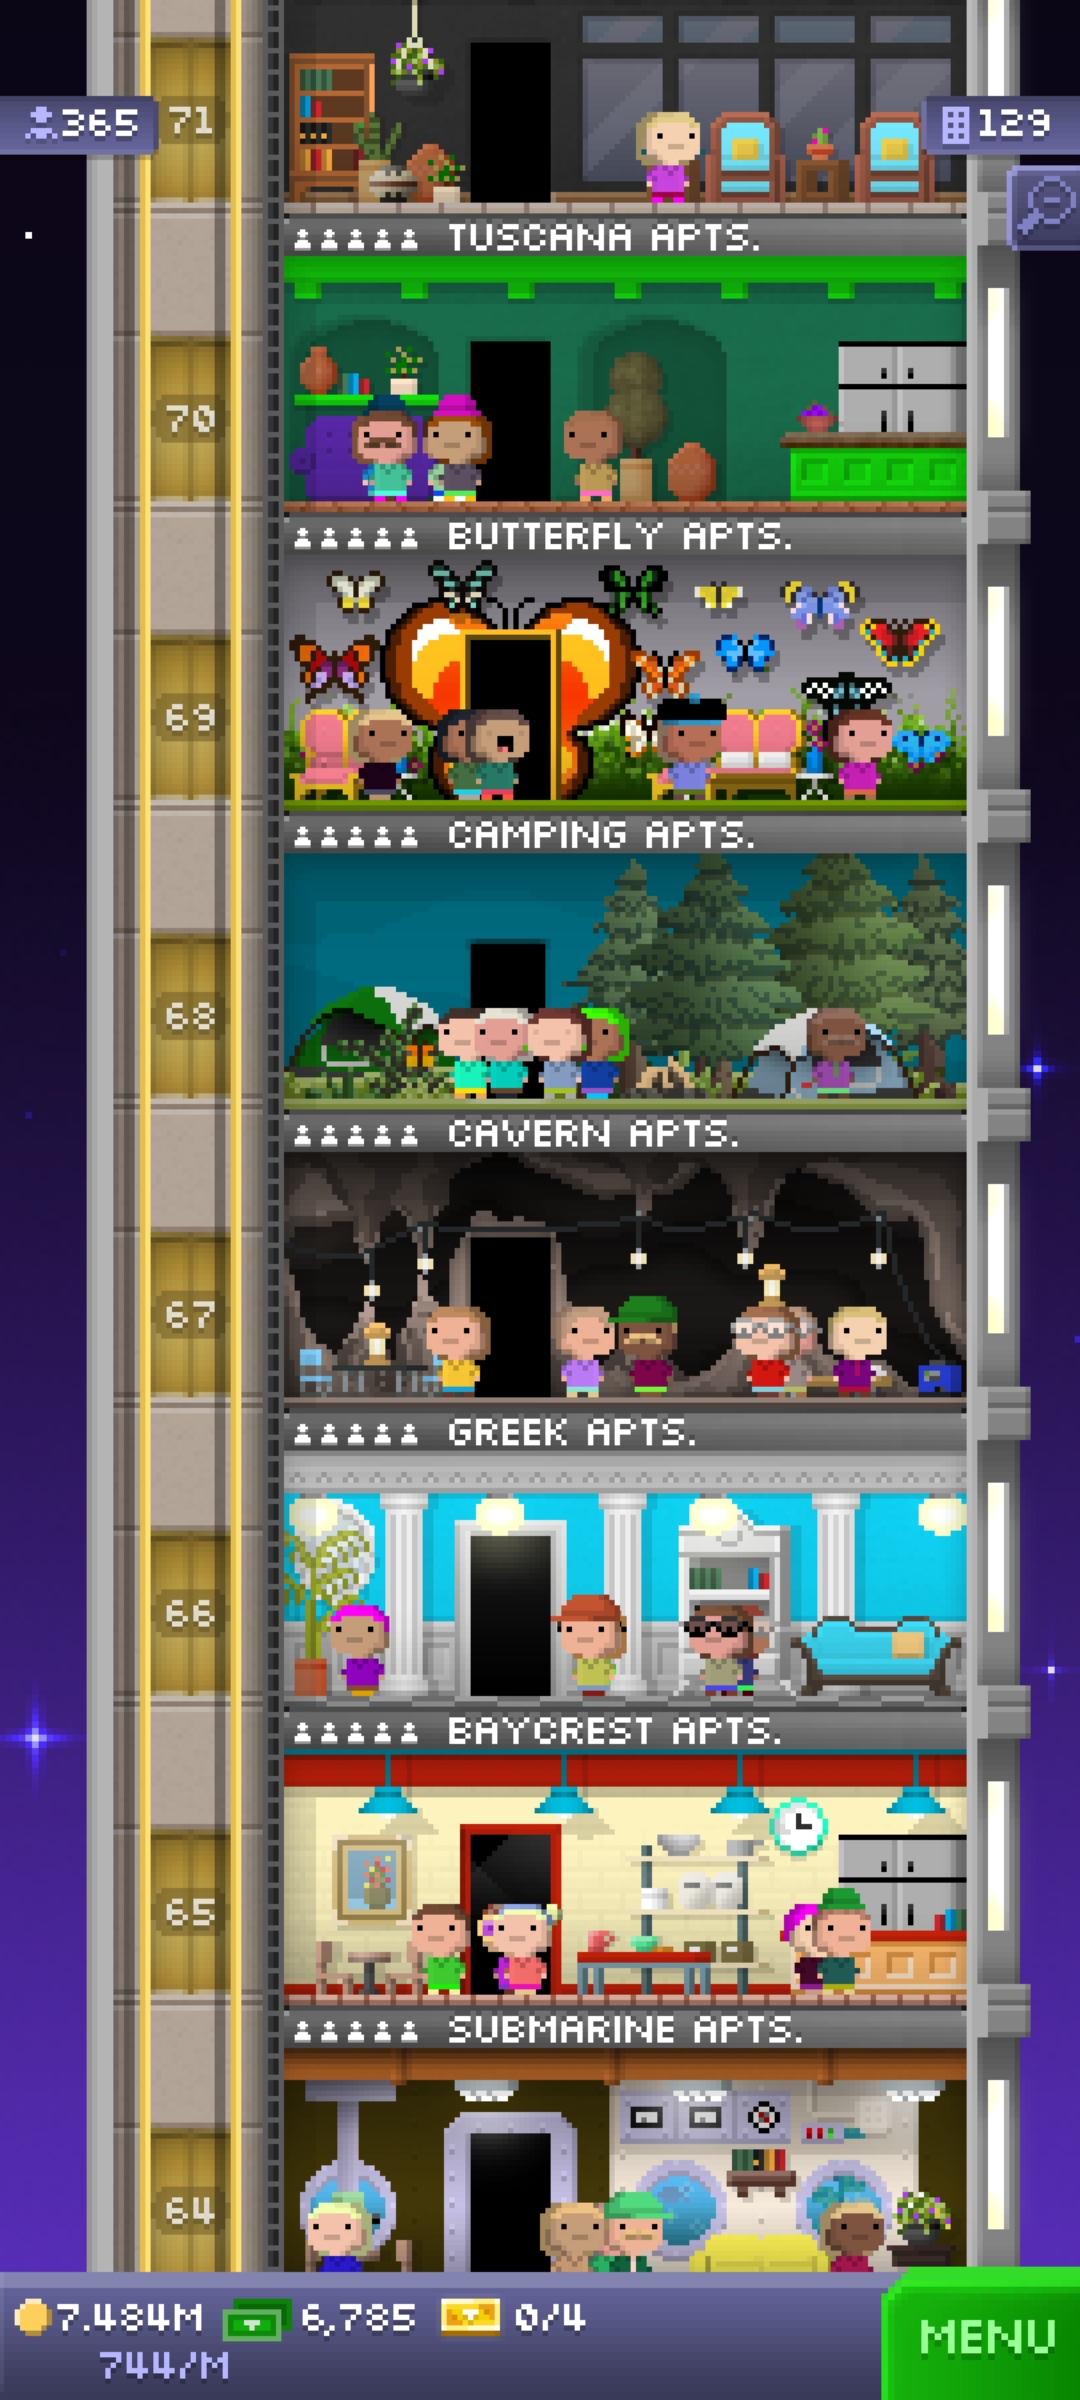 71
365
129
TUSCANA APTS.
70
BUTTERFLY APTS.
69
CAMPING APTS.
68
CAVERN APTS.
67
GREEK APTS.
66
BAYCREST APTS.
65
SUBMARINE APTS.
64
7.484M 6,785 0/4
744/M
MENU